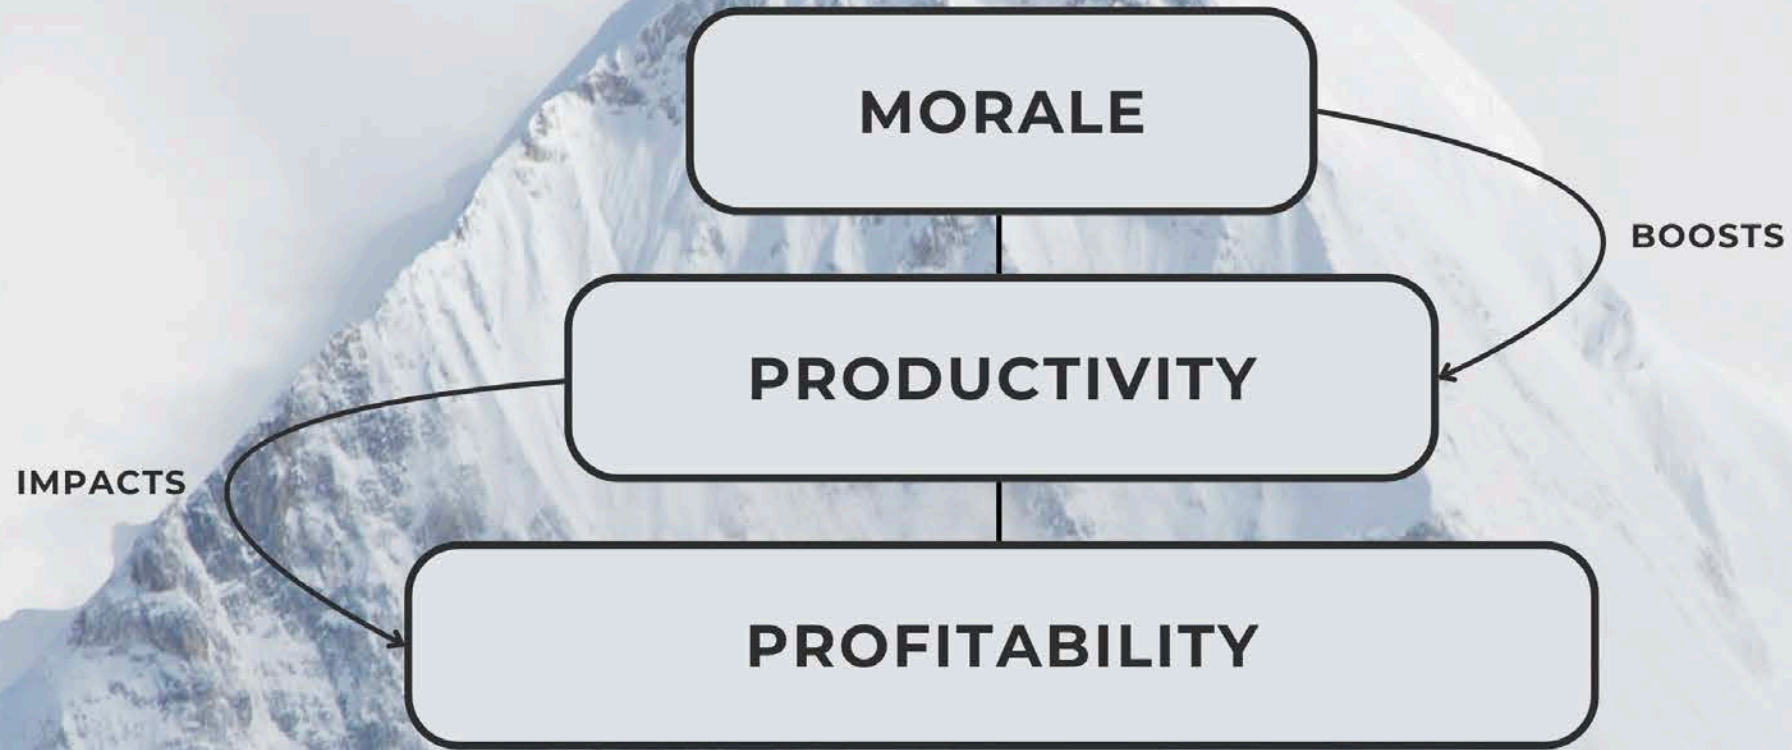 MORALE
BOOSTS
PRODUCTIVITY
IMPACTS
PROFITABILITY